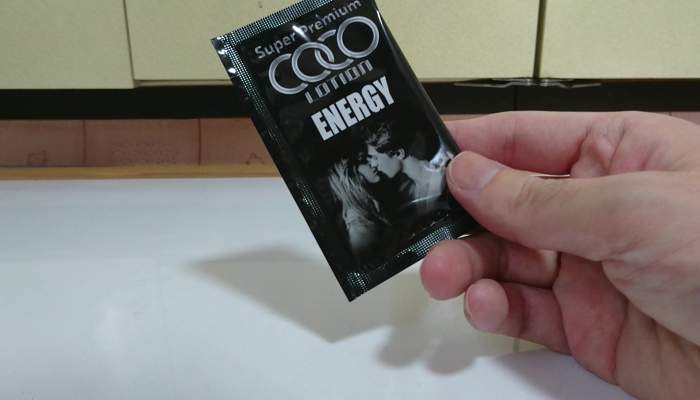 Super Premium
COCO
LOTION
ENERGY